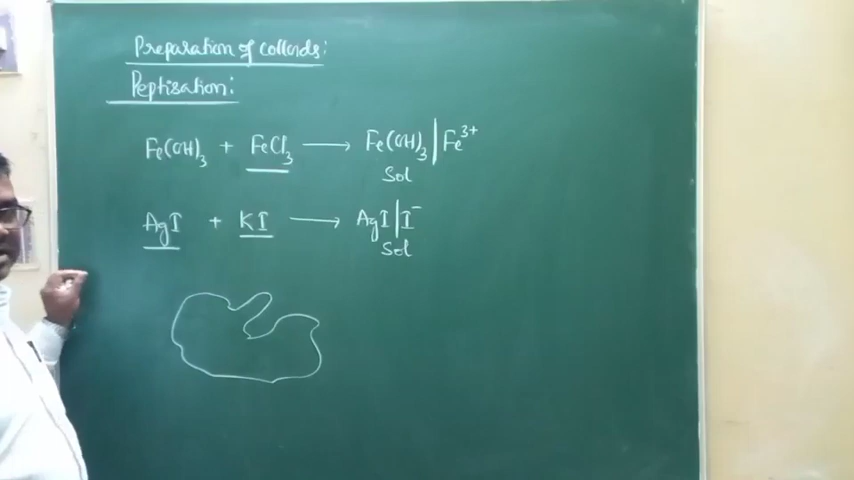 Preparation of colloids:
Peptisation:
Fe(OH)₃ + FeCl₃ ⟶ Fe(OH)₃|Fe³⁺
Sol
AgI + KI ⟶ AgI|I⁻
Sol